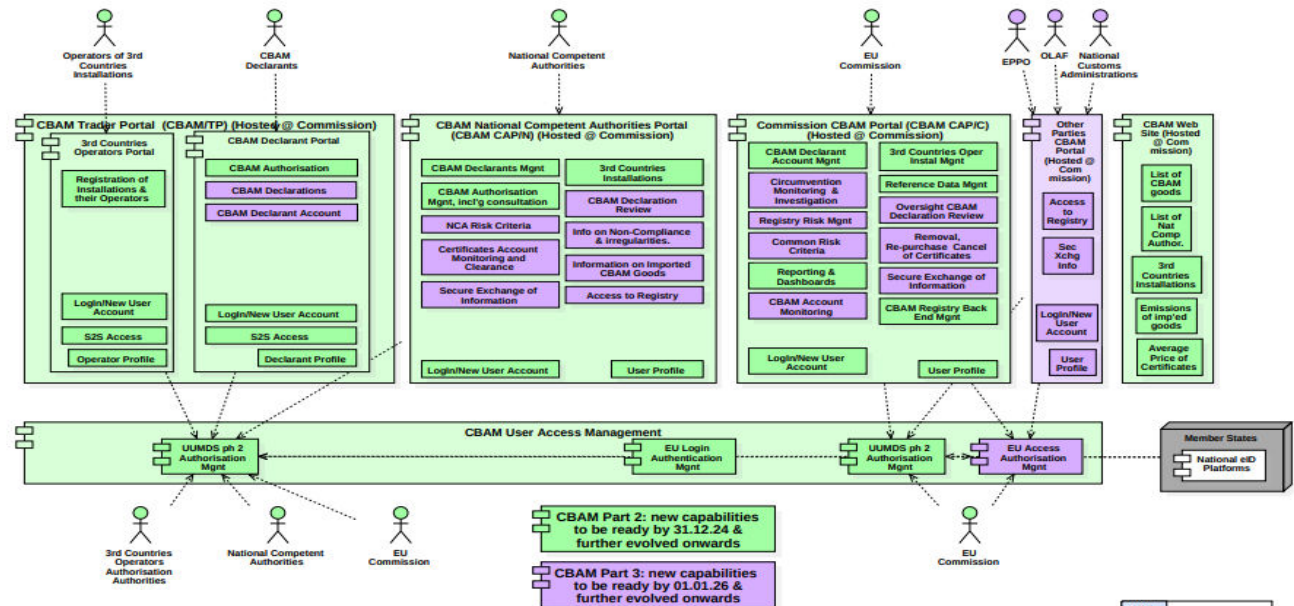 Operators of 3rd
Countries
Installations
CBAM
Declarants
National Competent
Authorities
EU
Commission
EPPO
OLAF
National
Customs
Administrations
CBAM Trader Portal (CBAM/TP) (Hosted @ Commission)
3rd Countries
Operators Portal
Registration of
Installations &
their Operators
Login/New User
Account
S2S Access
Operator Profile
CBAM Declarant Portal
CBAM Authorisation
CBAM Declarations
CBAM Declarant Account
Login/New User Account
S2S Access
Declarant Profile
CBAM National Competent Authorities Portal
(CBAM CAP/N) (Hosted @ Commission)
CBAM Declarants Mgnt
CBAM Authorisation
Mgnt, incl'g consultation
NCA Risk Criteria
Certificates Account
Monitoring and
Clearance
Secure Exchange of
Information
3rd Countries
Installations
CBAM Declaration
Review
Info on Non-Compliance
& irregularities.
Information on Imported
CBAM Goods
Access to Registry
Login/New User Account
User Profile
Commission CBAM Portal (CBAM CAP/C)
(Hosted @ Commission)
CBAM Declarant
Account Mgnt
Circumvention
Monitoring &
Investigation
Registry Risk Mgnt
Common Risk
Criteria
Reporting &
Dashboards
CBAM Account
Monitoring
3rd Countries Oper
Instal Mgnt
Reference Data Mgnt
Oversight CBAM
Declaration Review
Removal,
Re-purchase Cancel
of Certificates
Secure Exchange of
Information
CBAM Registry Back
End Mgnt
Login/New User
Account
User Profile
Other
Parties
CBAM
Portal
(Hosted @
Com
mission)
Access
to
Registry
Sec
Xchg
Info
Login/New
User
Account
User
Profile
CBAM Web
Site (Hosted
@ Com
mission)
List of
CBAM
goods
List of
Nat
Comp
Author.
3rd
Countries
Installations
Emissions
of imp'ed
goods
Average
Price of
Certificates
CBAM User Access Management
UUMDS ph 2
Authorisation
Mgnt
EU Login
Authentication
Mgnt
UUMDS ph 2
Authorisation
Mgnt
EU Access
Authorisation
Mgnt
Member States
National eID
Platforms
3rd Countries
Operators
Authorisation
Authorities
National Competent
Authorities
EU
Commission
EU
Commission
CBAM Part 2: new capabilities
to be ready by 31.12.24 &
further evolved onwards
CBAM Part 3: new capabilities
to be ready by 01.01.26 &
further evolved onwards